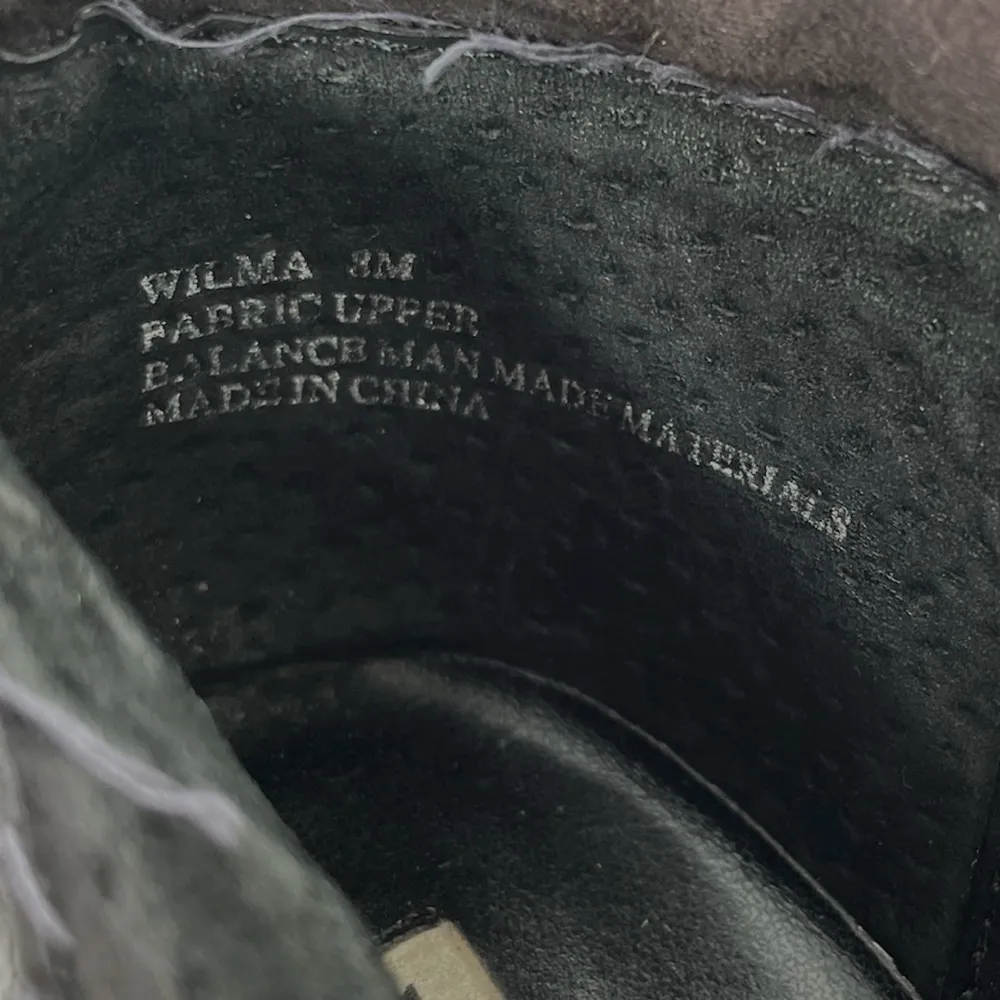 WILMA 8M
FABRIC UPPER
BALANCE MAN MADE MATERIALS
MADE IN CHINA